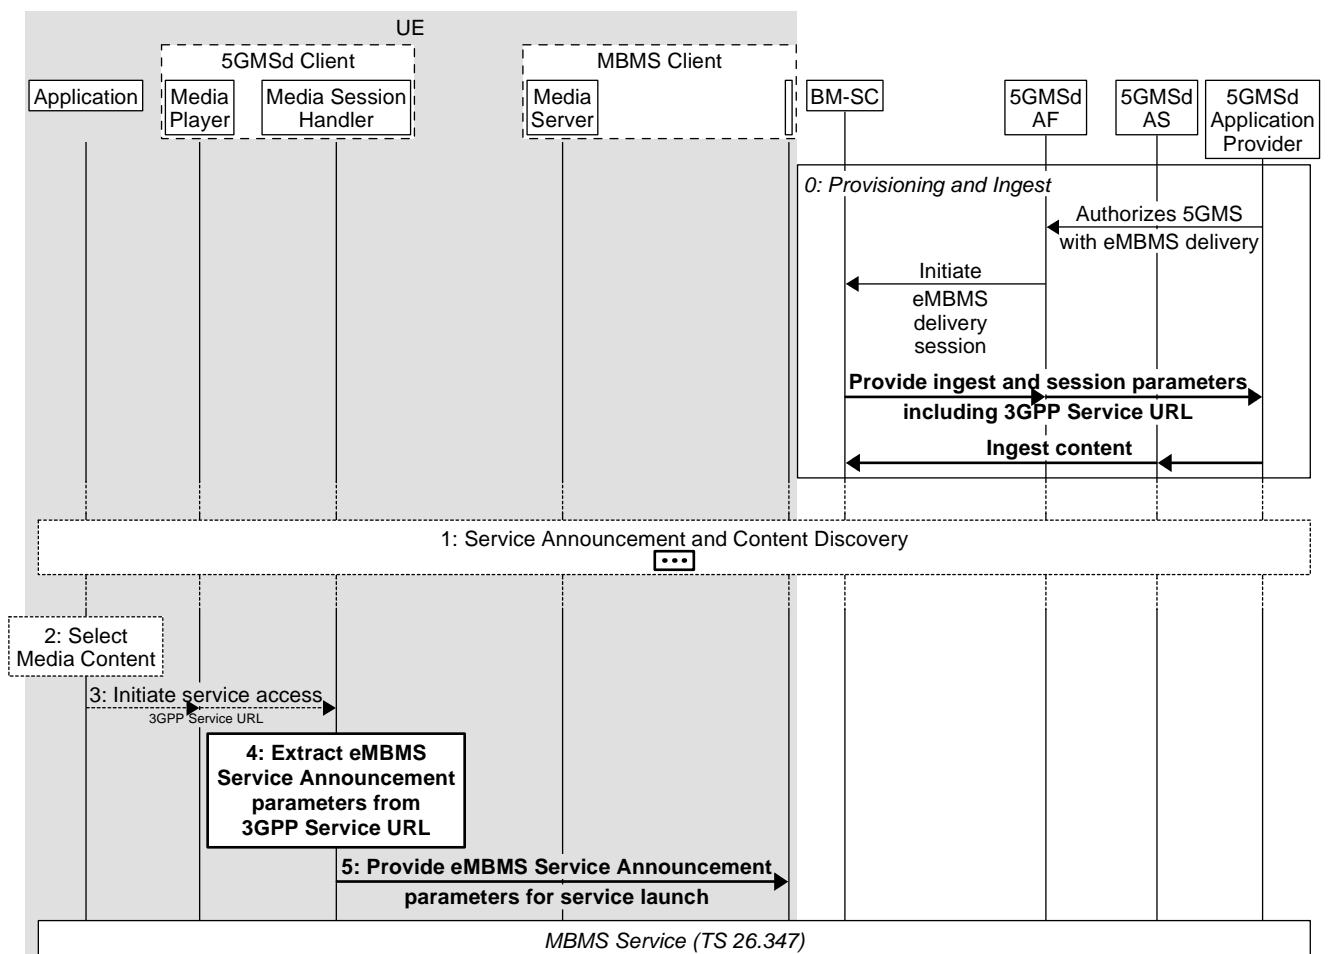 UE
5GMSd Client
MBMS Client
Application
Media
Player
Media Session
Handler
Media
Server
BM-SC
5GMSd
AF
5GMSd
AS
5GMSd
Application
Provider
0: Provisioning and Ingest
Authorizes 5GMS
with eMBMS delivery
Initiate
eMBMS
delivery
session
Provide ingest and session parameters
including 3GPP Service URL
Ingest content
1: Service Announcement and Content Discovery
•••
2: Select
Media Content
3: Initiate service access
3GPP Service URL
4: Extract eMBMS
Service Announcement
parameters from
3GPP Service URL
5: Provide eMBMS Service Announcement
parameters for service launch
MBMS Service (TS 26.347)